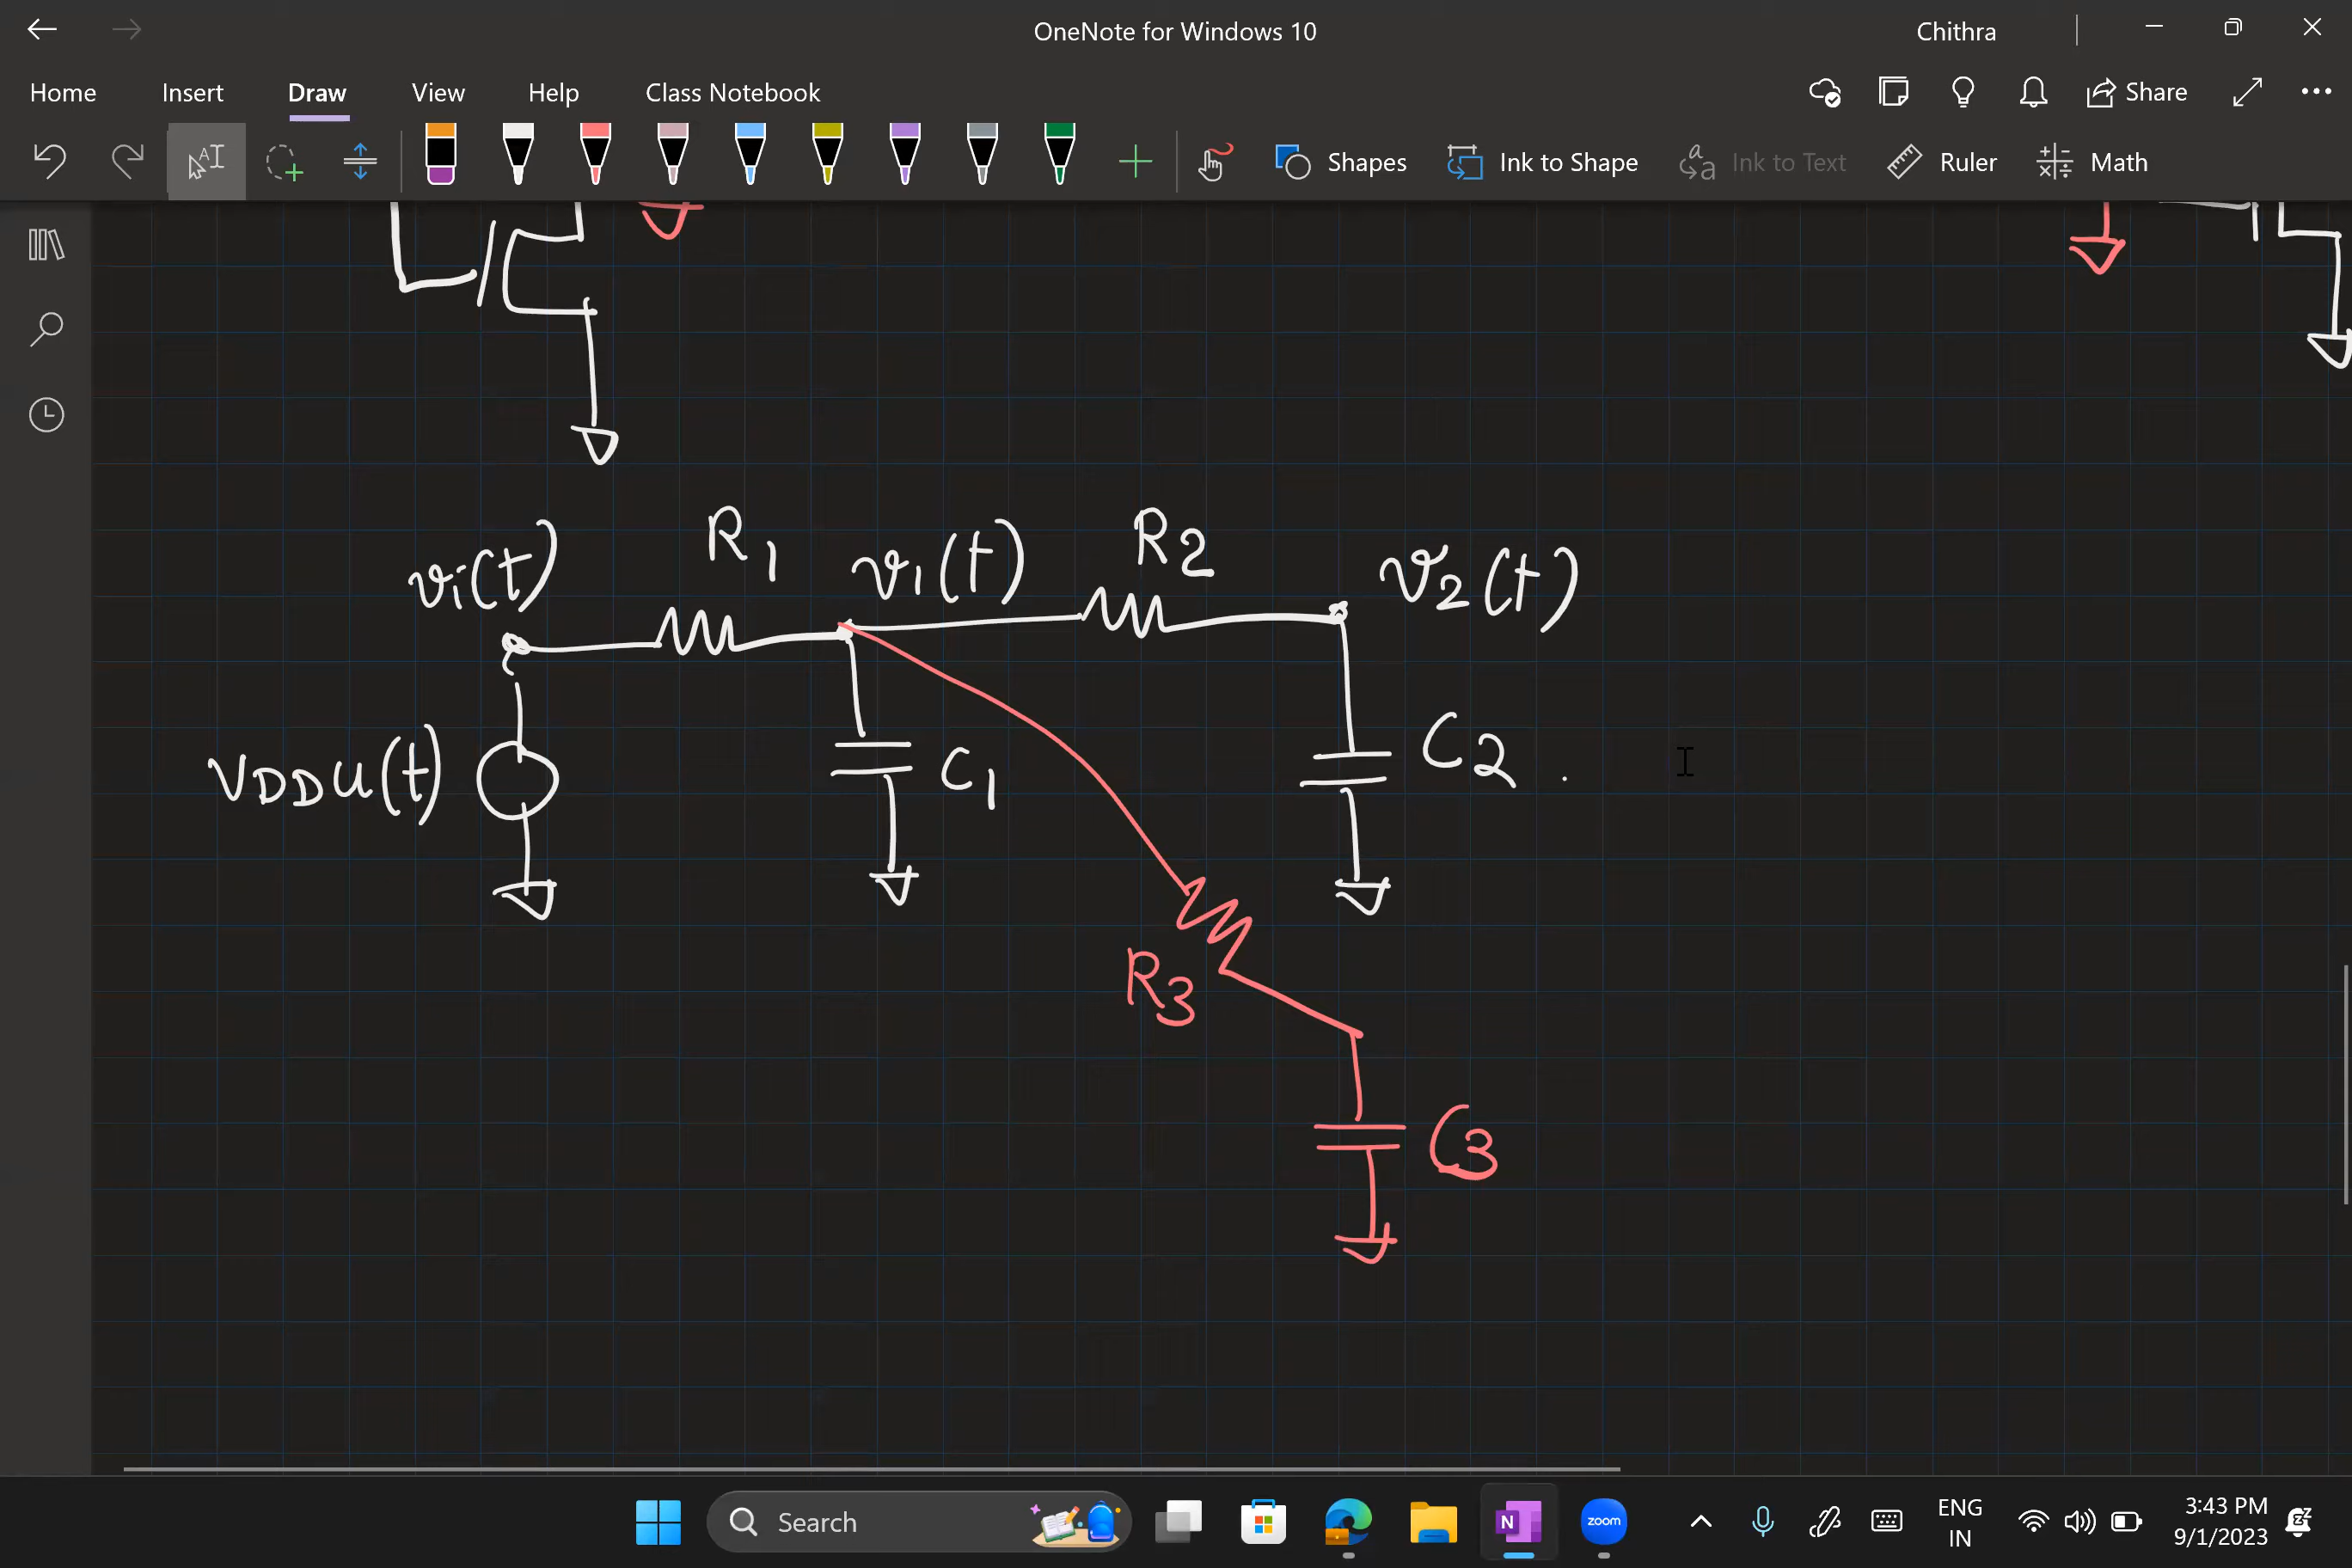 OneNote for Windows 10
Chithra
Home Insert Draw View Help Class Notebook Share
Shapes Ink to Shape Ink to Text Ruler Math
vi(t) R1 v1(t) R2 v2(t)
VDDu(t) C1 C2 .
R3
C3
Search
zoom
ENG
IN
3:43 PM
9/1/2023